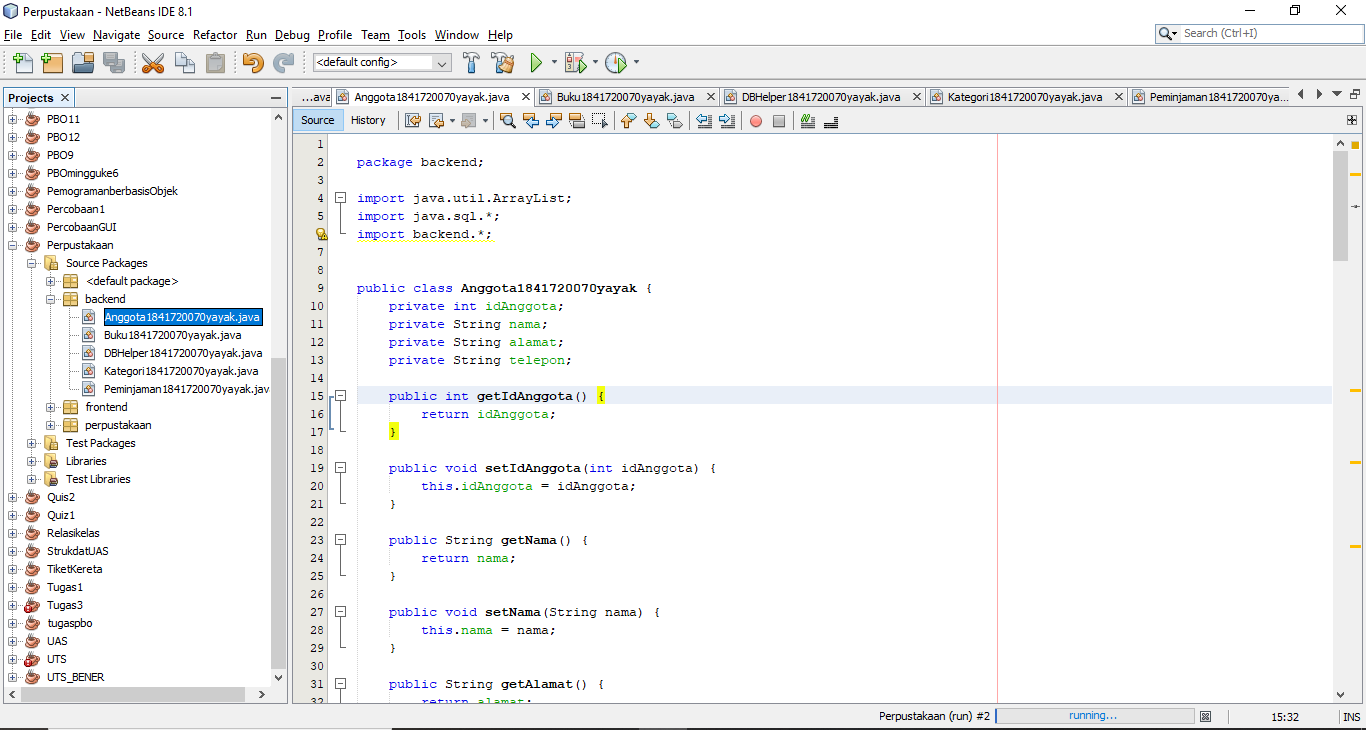 Perpustakaan - NetBeans IDE 8.1
File Edit View Navigate Source Refactor Run Debug Profile Team Tools Window Help
Search (Ctrl+I)
<default config>
Projects
PBO11
PBO12
PBO9
PBOmingguke6
PemogramanberbasisObjek
Percobaan1
PercobaanGUI
Perpustakaan
Source Packages
<default package>
backend
Anggota1841720070yayak.java
Buku1841720070yayak.java
DBHelper1841720070yayak.java
Kategori1841720070yayak.java
Peminjaman1841720070yayak.jav
frontend
perpustakaan
Test Packages
Libraries
Test Libraries
Quis2
Quiz1
Relasikelas
StrukdatUAS
TiketKereta
Tugas1
Tugas3
tugaspbo
UAS
UTS
UTS_BENER
...ava Anggota1841720070yayak.java Buku1841720070yayak.java DBHelper1841720070yayak.java Kategori1841720070yayak.java Peminjaman1841720070ya...
Source History
1
2 package backend;
3
4 import java.util.ArrayList;
5 import java.sql.*;
import backend.*;
7
8
9 public class Anggota1841720070yayak {
10 private int idAnggota;
11 private String nama;
12 private String alamat;
13 private String telepon;
14
15 public int getIdAnggota() {
16 return idAnggota;
17 }
18
19 public void setIdAnggota(int idAnggota) {
20 this.idAnggota = idAnggota;
21 }
22
23 public String getNama() {
24 return nama;
25 }
26
27 public void setNama(String nama) {
28 this.nama = nama;
29 }
30
31 public String getAlamat() {
32 return alamat;
Perpustakaan (run) #2 running... 15:32 INS